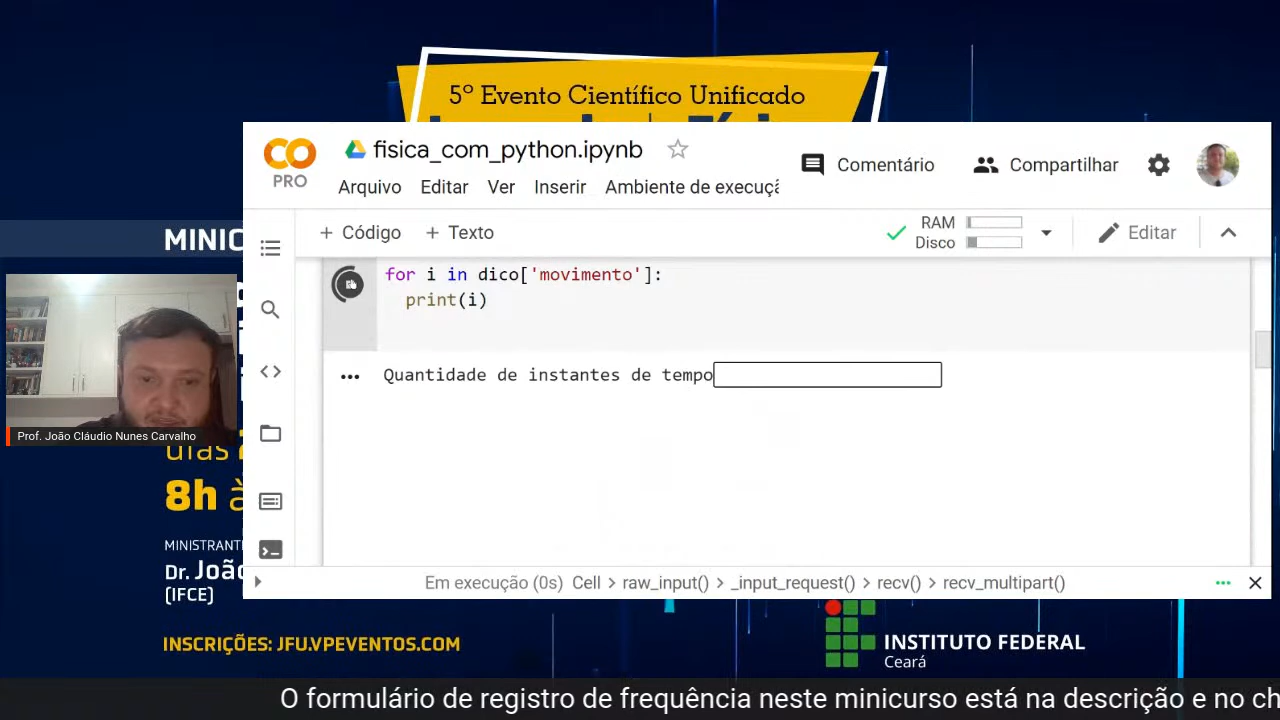 5º Evento Científico Unificado
CO
PRO
fisica_com_python.ipynb
Comentário
Compartilhar
Arquivo Editar Ver Inserir Ambiente de execuçã
+ Código + Texto
RAM
Disco
Editar
MINIC
for i in dico['movimento']:
print(i)
••• Quantidade de instantes de tempo
Prof. João Cláudio Nunes Carvalho
8h à
MINISTRANT
Dr. João
(IFCE)
Em execução (0s) Cell > raw_input() > _input_request() > recv() > recv_multipart()
INSCRIÇÕES: JFU.VPEVENTOS.COM
INSTITUTO FEDERAL
Ceará
O formulário de registro de frequência neste minicurso está na descrição e no ch